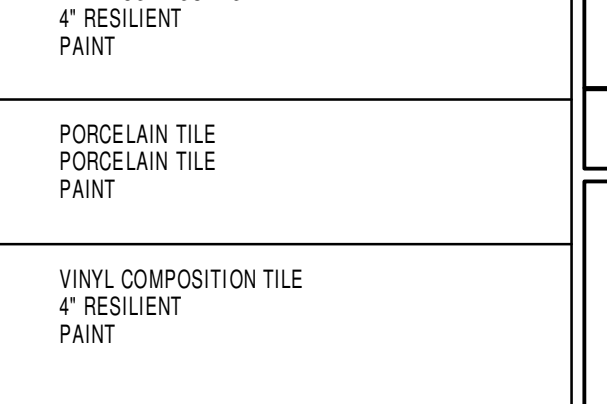 4" RESILIENT
PAINT
PORCELAIN TILE
PORCELAIN TILE
PAINT
VINYL COMPOSITION TILE
4" RESILIENT
PAINT